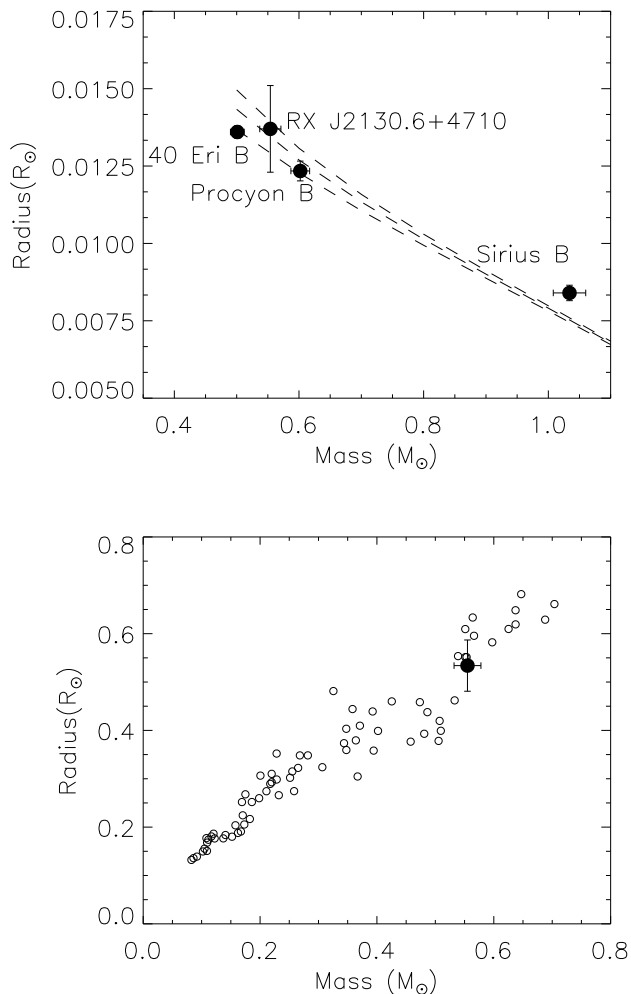 0.0175
0.0150
0.0125
0.0100
0.0075
0.0050
Radius(R☉)
RX J2130.6+4710
40 Eri B
Procyon B
Sirius B
0.4 0.6 0.8 1.0
Mass (M☉)
0.8
0.6
0.4
0.2
0.0
Radius(R☉)
0.0 0.2 0.4 0.6 0.8
Mass (M☉)